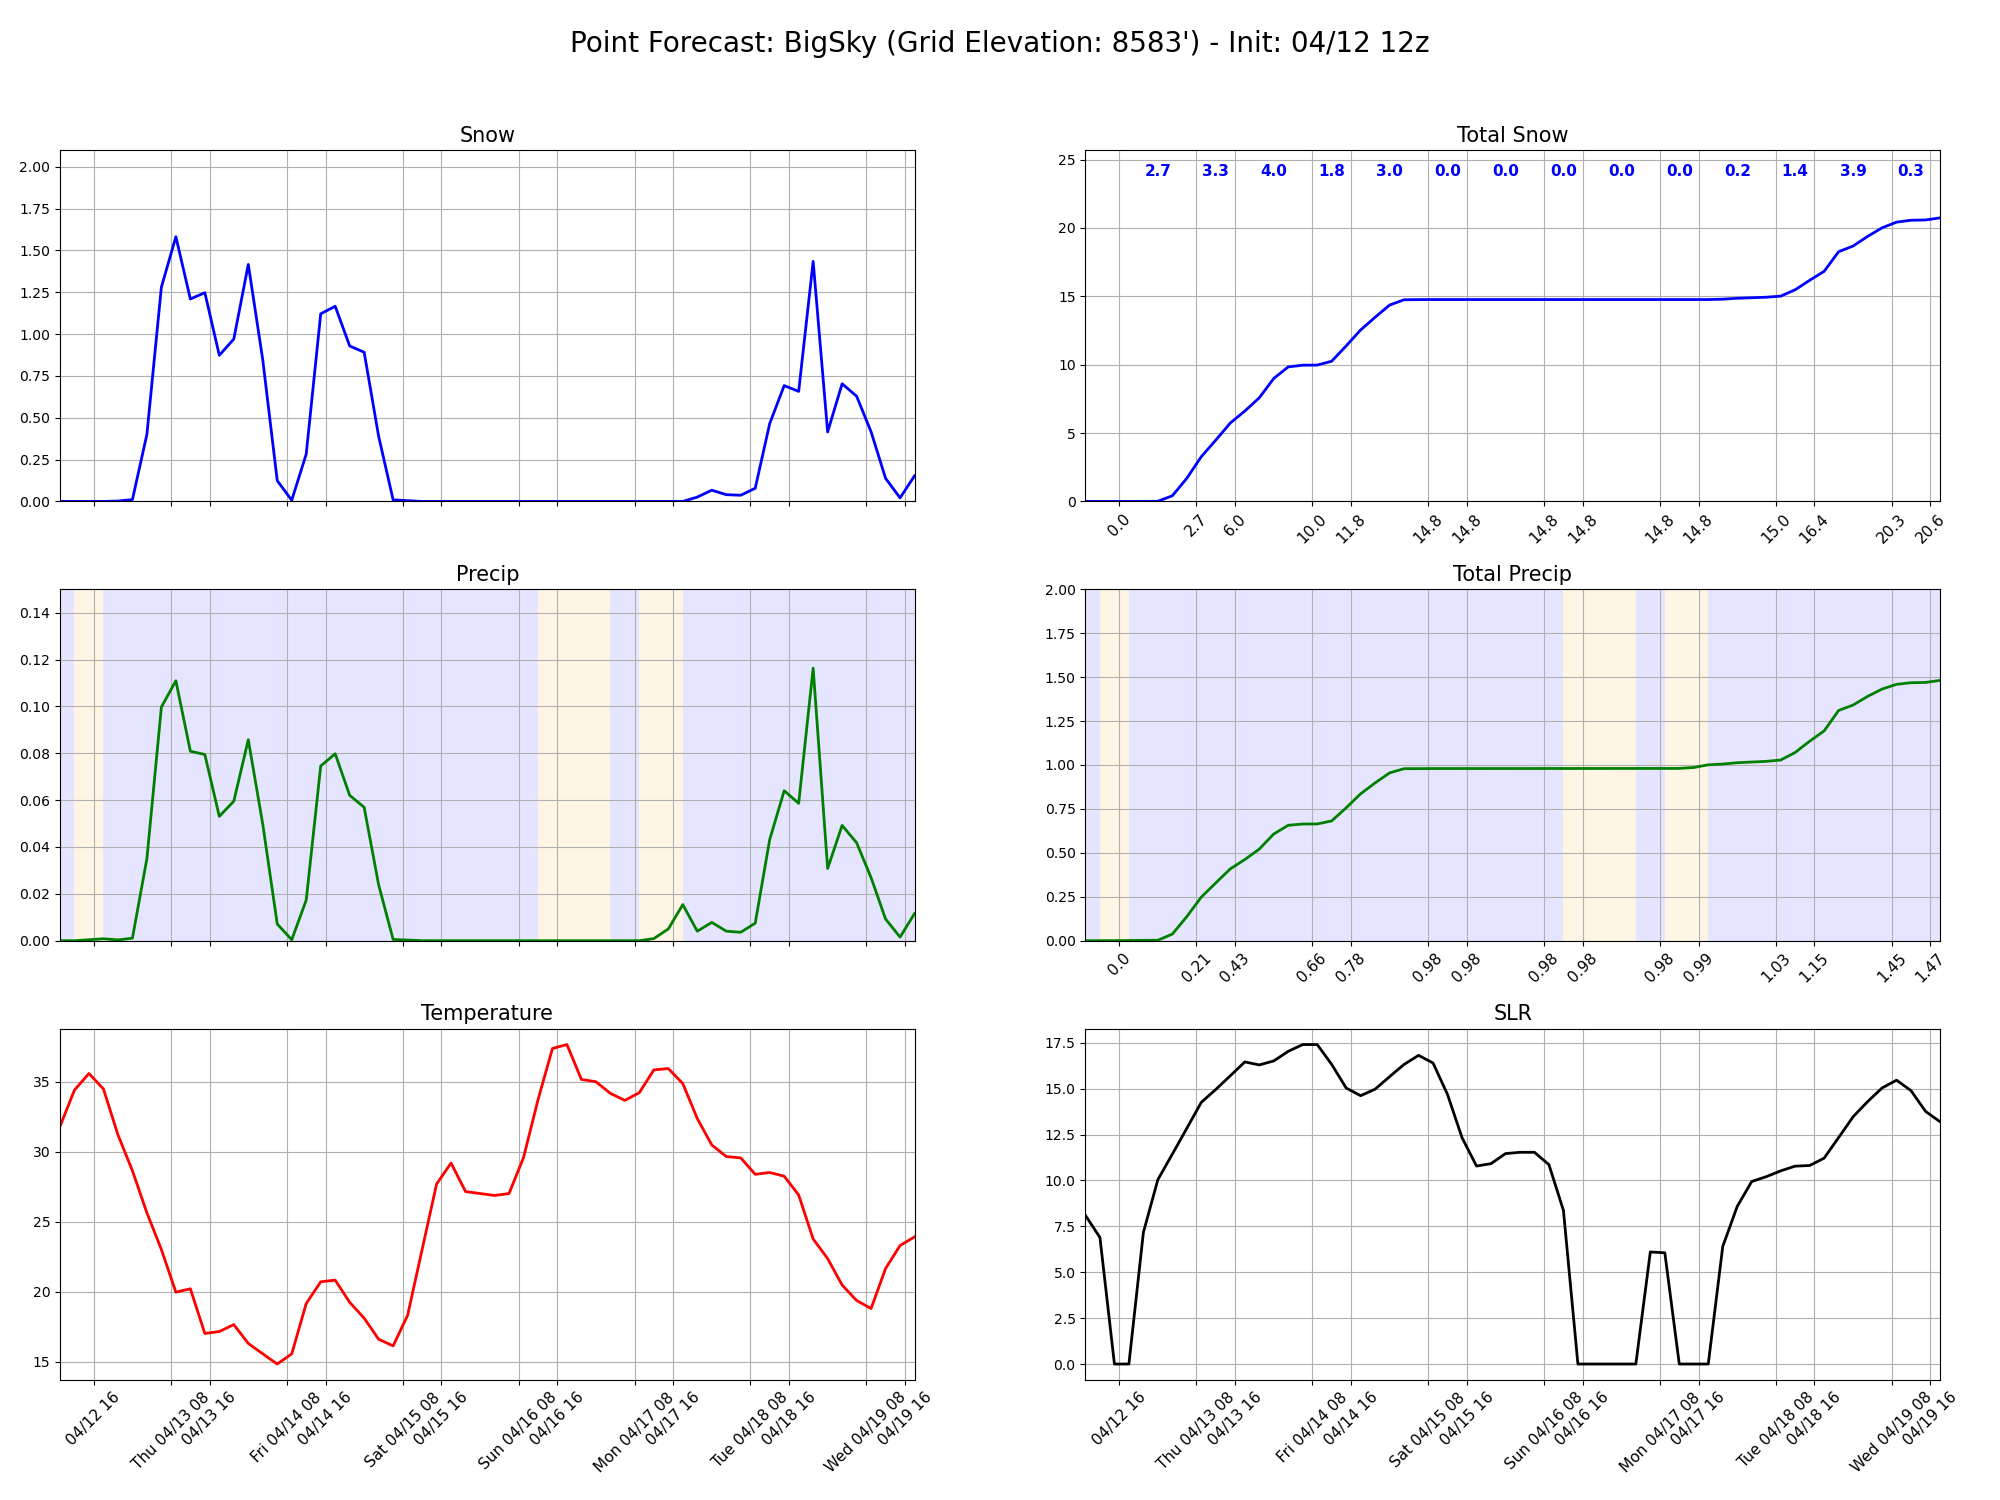 Point Forecast: BigSky (Grid Elevation: 8583') - Init: 04/12 12z
Snow
2.00
1.75
1.50
1.25
1.00
0.75
0.50
0.25
0.00
Total Snow
25
20
15
10
5
0
2.7 3.3 4.0 1.8 3.0 0.0 0.0 0.0 0.0 0.0 0.2 1.4 3.9 0.3
0.0 2.7 6.0 10.0 11.8 14.8 14.8 14.8 14.8 14.8 14.8 15.0 16.4 20.3 20.6
Precip
0.14
0.12
0.10
0.08
0.06
0.04
0.02
0.00
Total Precip
2.00
1.75
1.50
1.25
1.00
0.75
0.50
0.25
0.00
0.0 0.21 0.43 0.66 0.78 0.98 0.98 0.98 0.98 0.98 0.99 1.03 1.15 1.45 1.47
Temperature
35
30
25
20
15
04/12 16
Thu 04/13 08
04/13 16
Fri 04/14 08
04/14 16
Sat 04/15 08
04/15 16
Sun 04/16 08
04/16 16
Mon 04/17 08
04/17 16
Tue 04/18 08
04/18 16
Wed 04/19 08
04/19 16
SLR
17.5
15.0
12.5
10.0
7.5
5.0
2.5
0.0
04/12 16
Thu 04/13 08
04/13 16
Fri 04/14 08
04/14 16
Sat 04/15 08
04/15 16
Sun 04/16 08
04/16 16
Mon 04/17 08
04/17 16
Tue 04/18 08
04/18 16
Wed 04/19 08
04/19 16